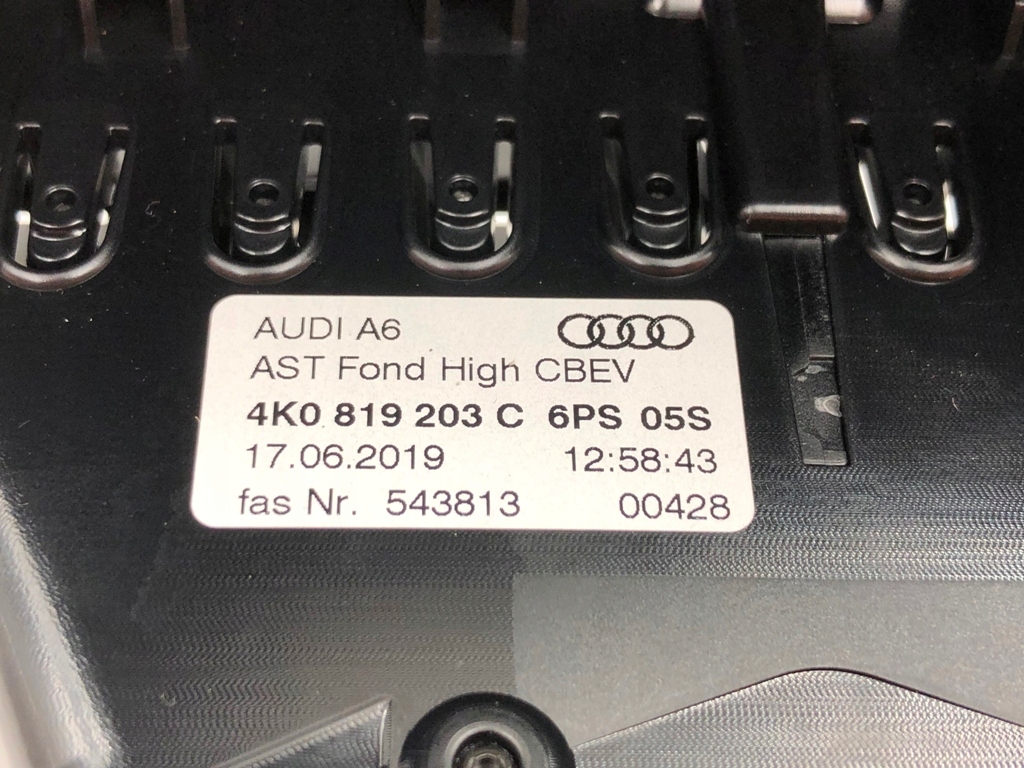 AUDI A6
AST Fond High CBEV
4K0 819 203 C 6PS 05S
17.06.2019 12:58:43
fas Nr. 543813 00428